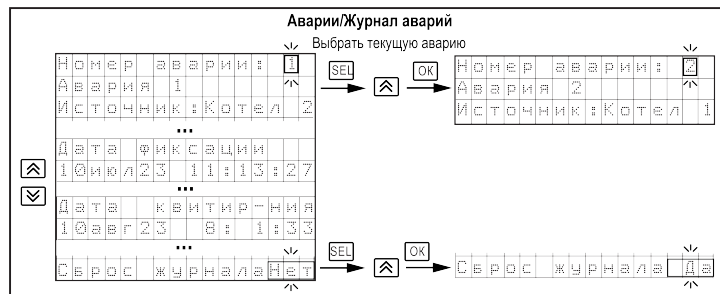 Аварии/Журнал аварий
Выбрать текущую аварию
Номер аварии: 1
Авария 1
Источник:Котел 2
...
Дата фиксации
10июл23 11:13:27
...
Дата квитир-ния
10авг23 8: 1:33
...
Сброс журнала Нет
SEL
OK
Номер аварии: 2
Авария 2
Источник:Котел 1
SEL
OK
Сброс журнала Да